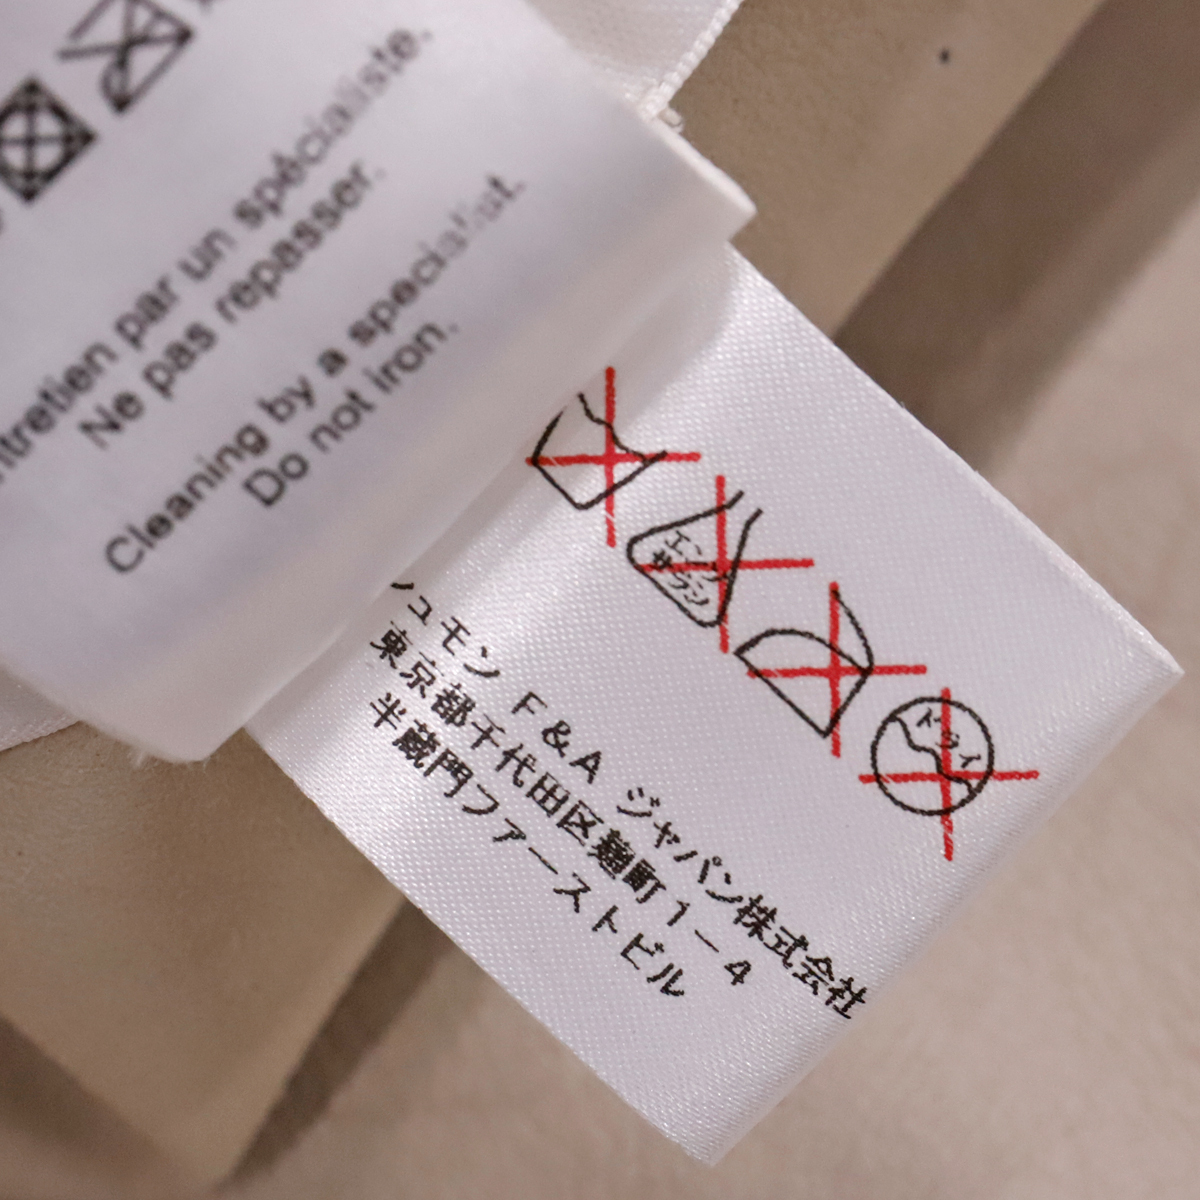 ntretien par un spécialiste.
Ne pas repasser.
Cleaning by a specialist.
Do not iron.
エンソ
サラシ
ドライ
シュモン F&A ジャパン株式会社
東京都千代田区麹町1-4
半蔵門ファーストビル